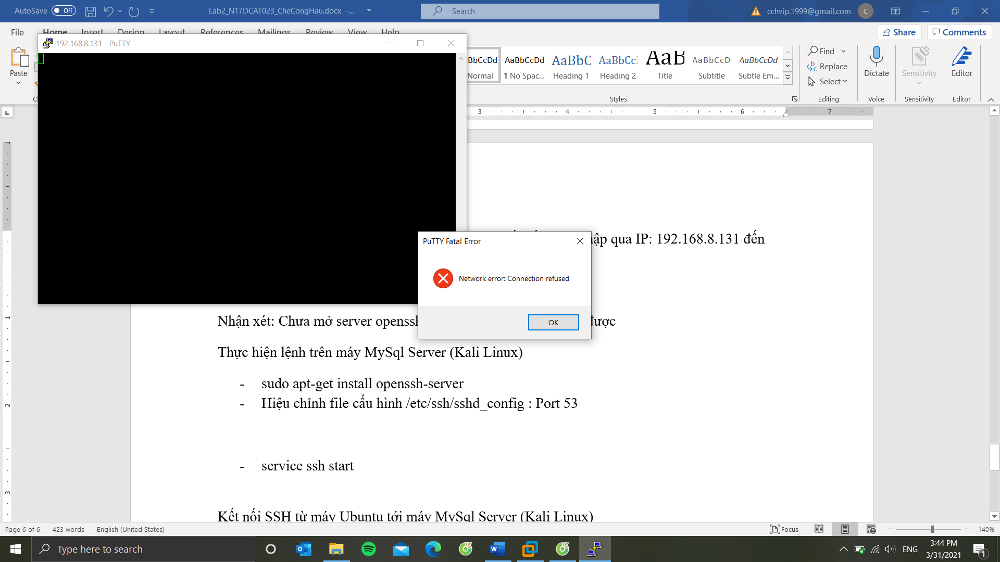 AutoSave Off Lab2_N17DCAT023_CheCongHau.docx -... Search cchvip.1999@gmail.com C
File Home Insert Design Layout References Mailings Review View Help Share Comments
192.168.8.131 - PuTTY
Paste
AaBbCcDd AaBbCcDd AaBbC AaBbCcl AaB AaBbCcD AaBbCcDd
Normal ¶ No Spac... Heading 1 Heading 2 Title Subtitle Subtle Em...
Find
Replace
Select
Dictate Sensitivity Editor
Styles Editing Voice Sensitivity Editor
3 4 5 6 7
qua IP: 192.168.8.131 đến
PuTTY Fatal Error
Network error: Connection refused
OK
Nhận xét: Chưa mở server openssh được
Thực hiện lệnh trên máy MySql Server (Kali Linux)
- sudo apt-get install openssh-server
- Hiệu chỉnh file cấu hình /etc/ssh/sshd_config : Port 53
- service ssh start
Kết nối SSH từ máy Ubuntu tới máy MySql Server (Kali Linux)
1
1
2
3
Page 6 of 6 423 words English (United States) Focus 140%
Type here to search
ENG
3:44 PM
3/31/2021
1